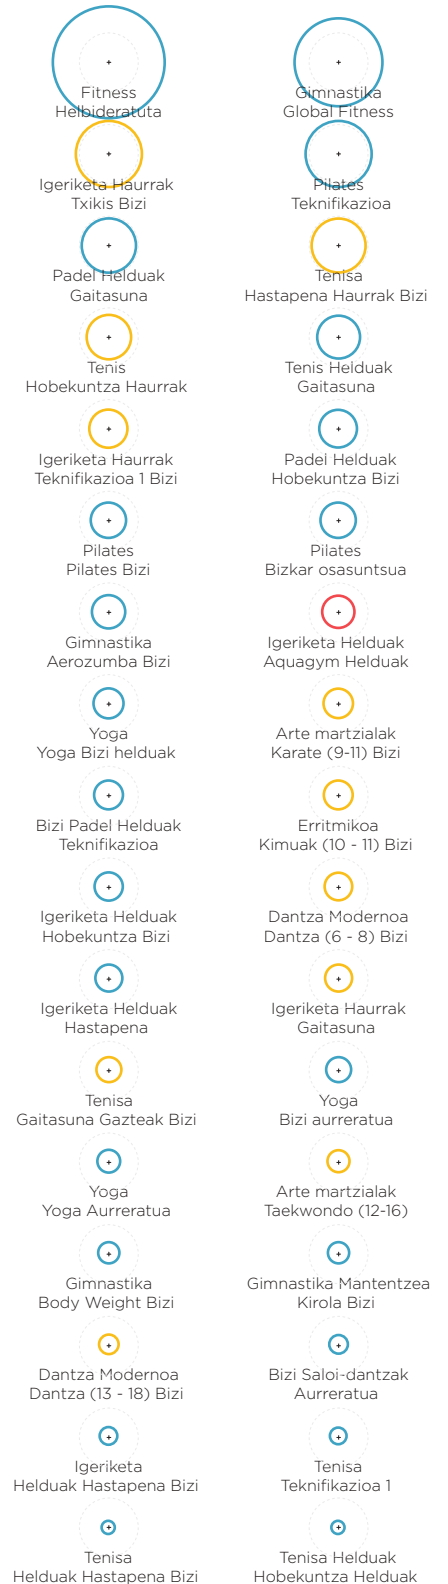 Fitness
Helbideratuta
Gimnastika
Global Fitness
Igeriketa Haurrak
Txikis Bizi
Pilates
Teknifikazioa
Padel Helduak
Gaitasuna
Tenisa
Hastapena Haurrak Bizi
Tenis
Hobekuntza Haurrak
Tenis Helduak
Gaitasuna
Igeriketa Haurrak
Teknifikazioa 1 Bizi
Padel Helduak
Hobekuntza Bizi
Pilates
Pilates Bizi
Pilates
Bizkar osasuntsua
Gimnastika
Aerozumba Bizi
Igeriketa Helduak
Aquagym Helduak
Yoga
Yoga Bizi helduak
Arte martzialak
Karate (9-11) Bizi
Bizi Padel Helduak
Teknifikazioa
Erritmikoa
Kimuak (10 - 11) Bizi
Igeriketa Helduak
Hobekuntza Bizi
Dantza Modernoa
Dantza (6 - 8) Bizi
Igeriketa Helduak
Hastapena
Igeriketa Haurrak
Gaitasuna
Tenisa
Gaitasuna Gazteak Bizi
Yoga
Bizi aurreratua
Yoga
Yoga Aurreratua
Arte martzialak
Taekwondo (12-16)
Gimnastika
Body Weight Bizi
Gimnastika Mantentzea
Kirola Bizi
Dantza Modernoa
Dantza (13 - 18) Bizi
Bizi Saloi-dantzak
Aurreratua
Igeriketa
Helduak Hastapena Bizi
Tenisa
Teknifikazioa 1
Tenisa
Helduak Hastapena Bizi
Tenisa Helduak
Hobekuntza Helduak